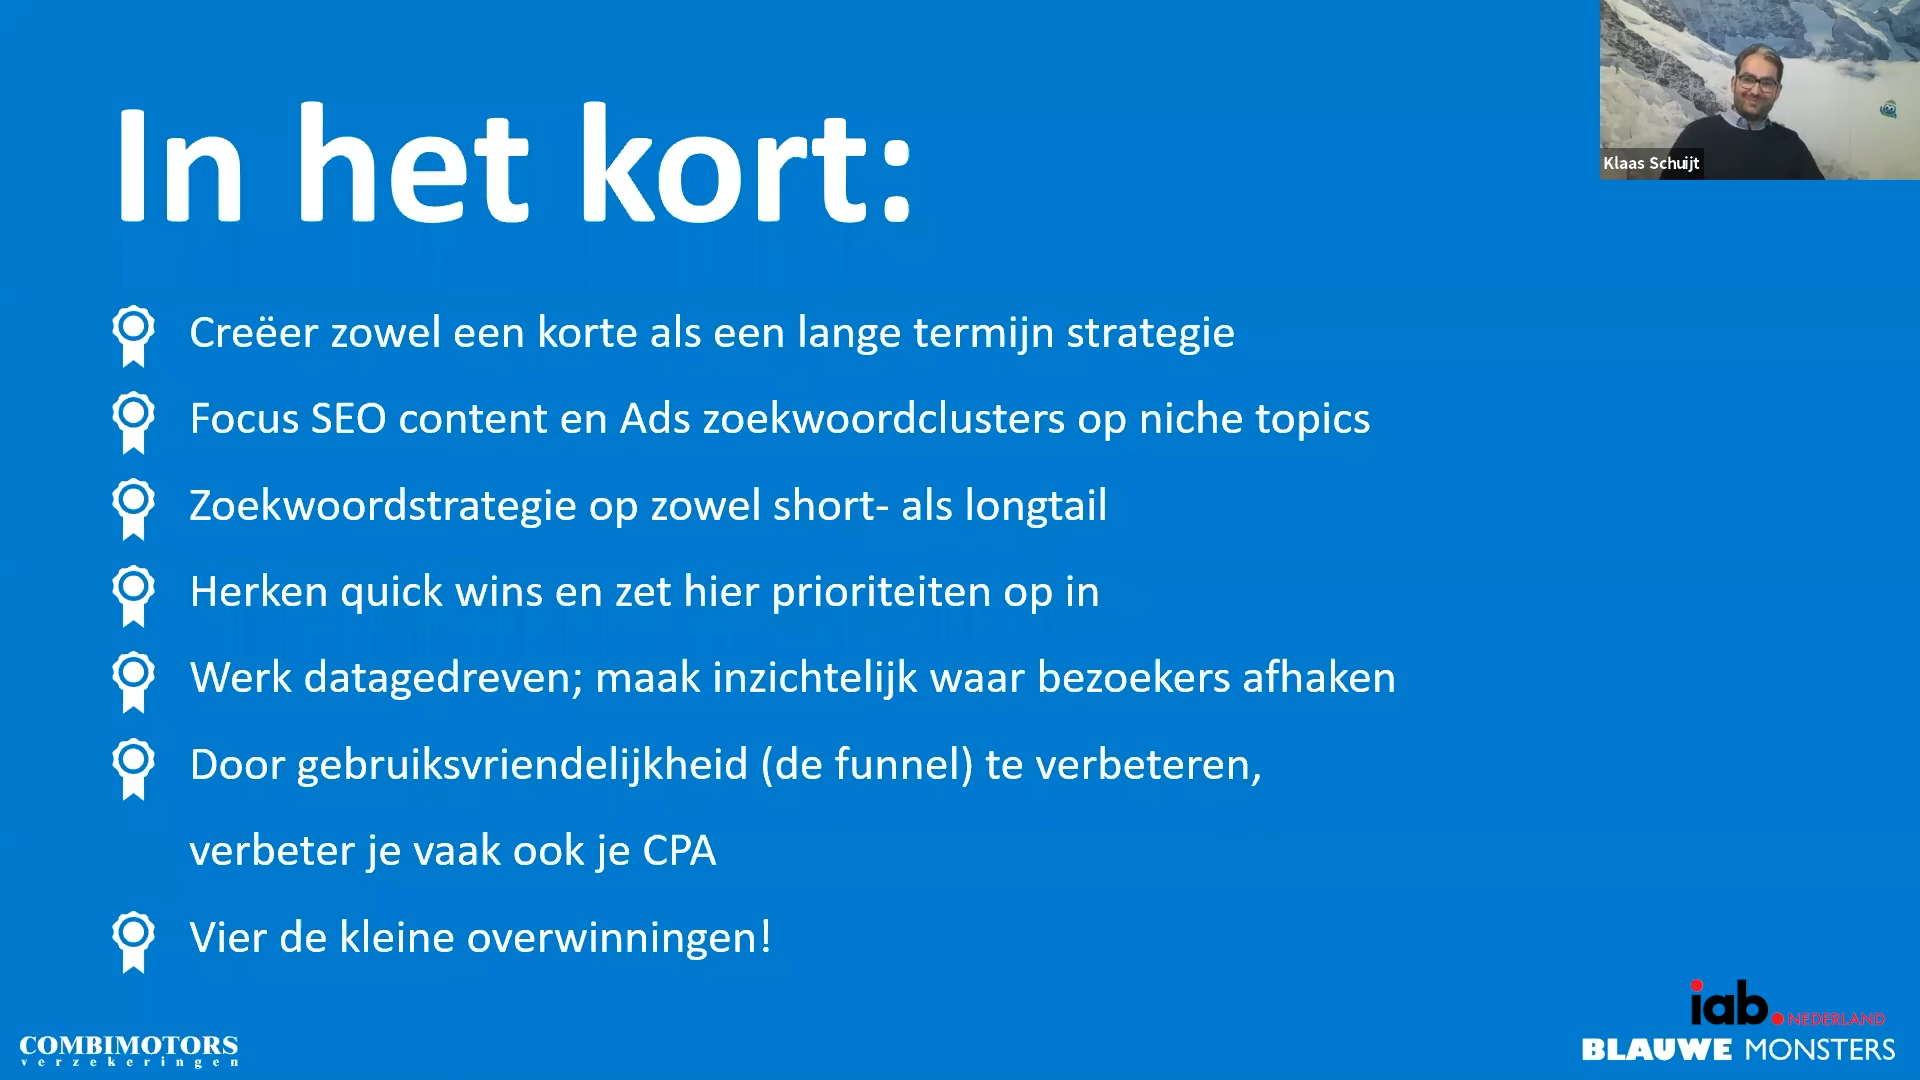 In het kort:
Klaas Schuijt
Creëer zowel een korte als een lange termijn strategie
Focus SEO content en Ads zoekwoordclusters op niche topics
Zoekwoordstrategie op zowel short- als longtail
Herken quick wins en zet hier prioriteiten op in
Werk datagedreven; maak inzichtelijk waar bezoekers afhaken
Door gebruiksvriendelijkheid (de funnel) te verbeteren,
verbeter je vaak ook je CPA
Vier de kleine overwinningen!
COMBIMOTORS
verzekeringen
iab.NEDERLAND
BLAUWE MONSTERS